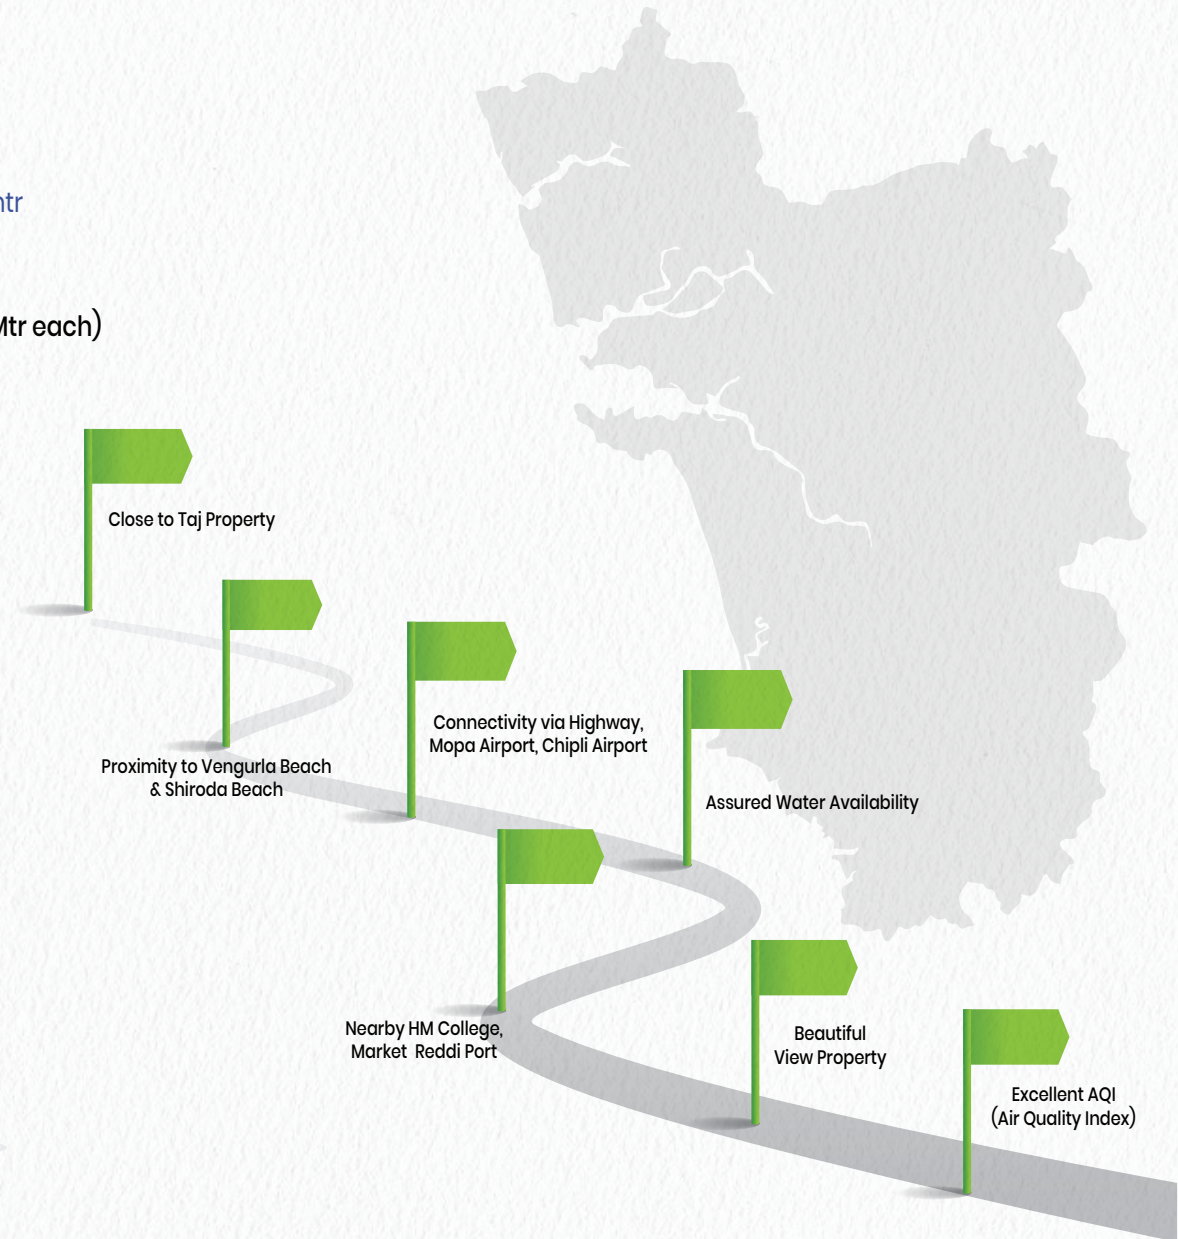 Mtr each)
Close to Taj Property
Connectivity via Highway,
Mopa Airport, Chipli Airport
Proximity to Vengurla Beach
& Shiroda Beach
Assured Water Availability
Nearby HM College,
Market Reddi Port
Beautiful
View Property
Excellent AQI
(Air Quality Index)